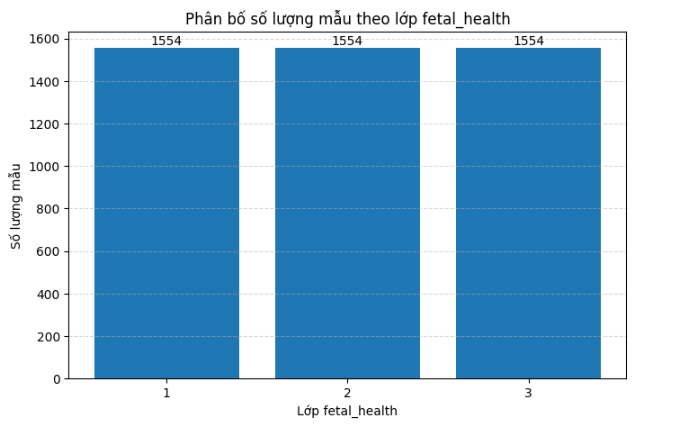 Phân bố số lượng mẫu theo lớp fetal_health
1554 1554 1554
1600
1400
1200
1000
800
600
400
200
0
Số lượng mẫu
1 2 3
Lớp fetal_health